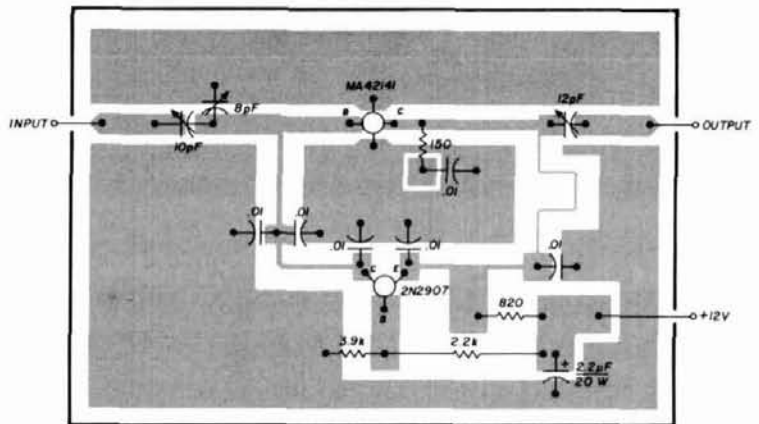 MA42141
12pF
8pF
INPUT
B
C
OUTPUT
10pF
150
.01
.01
.01
.01
.01
.01
C
E
2N2907
B
820
+12V
3.9k
2.2k
+
2.2µF
20 W